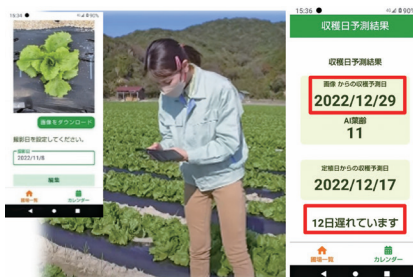 15:34
90%
画像をダウンロード
撮影日を設定してください。
撮影日
2022/11/8
編集
圃場一覧
カレンダー
15:36
90%
収穫日予測結果
収穫日予測結果
画像 からの収穫予測日
2022/12/29
AI葉齢
11
定植日からの収穫予測日
2022/12/17
12日遅れています
圃場一覧
カレンダー